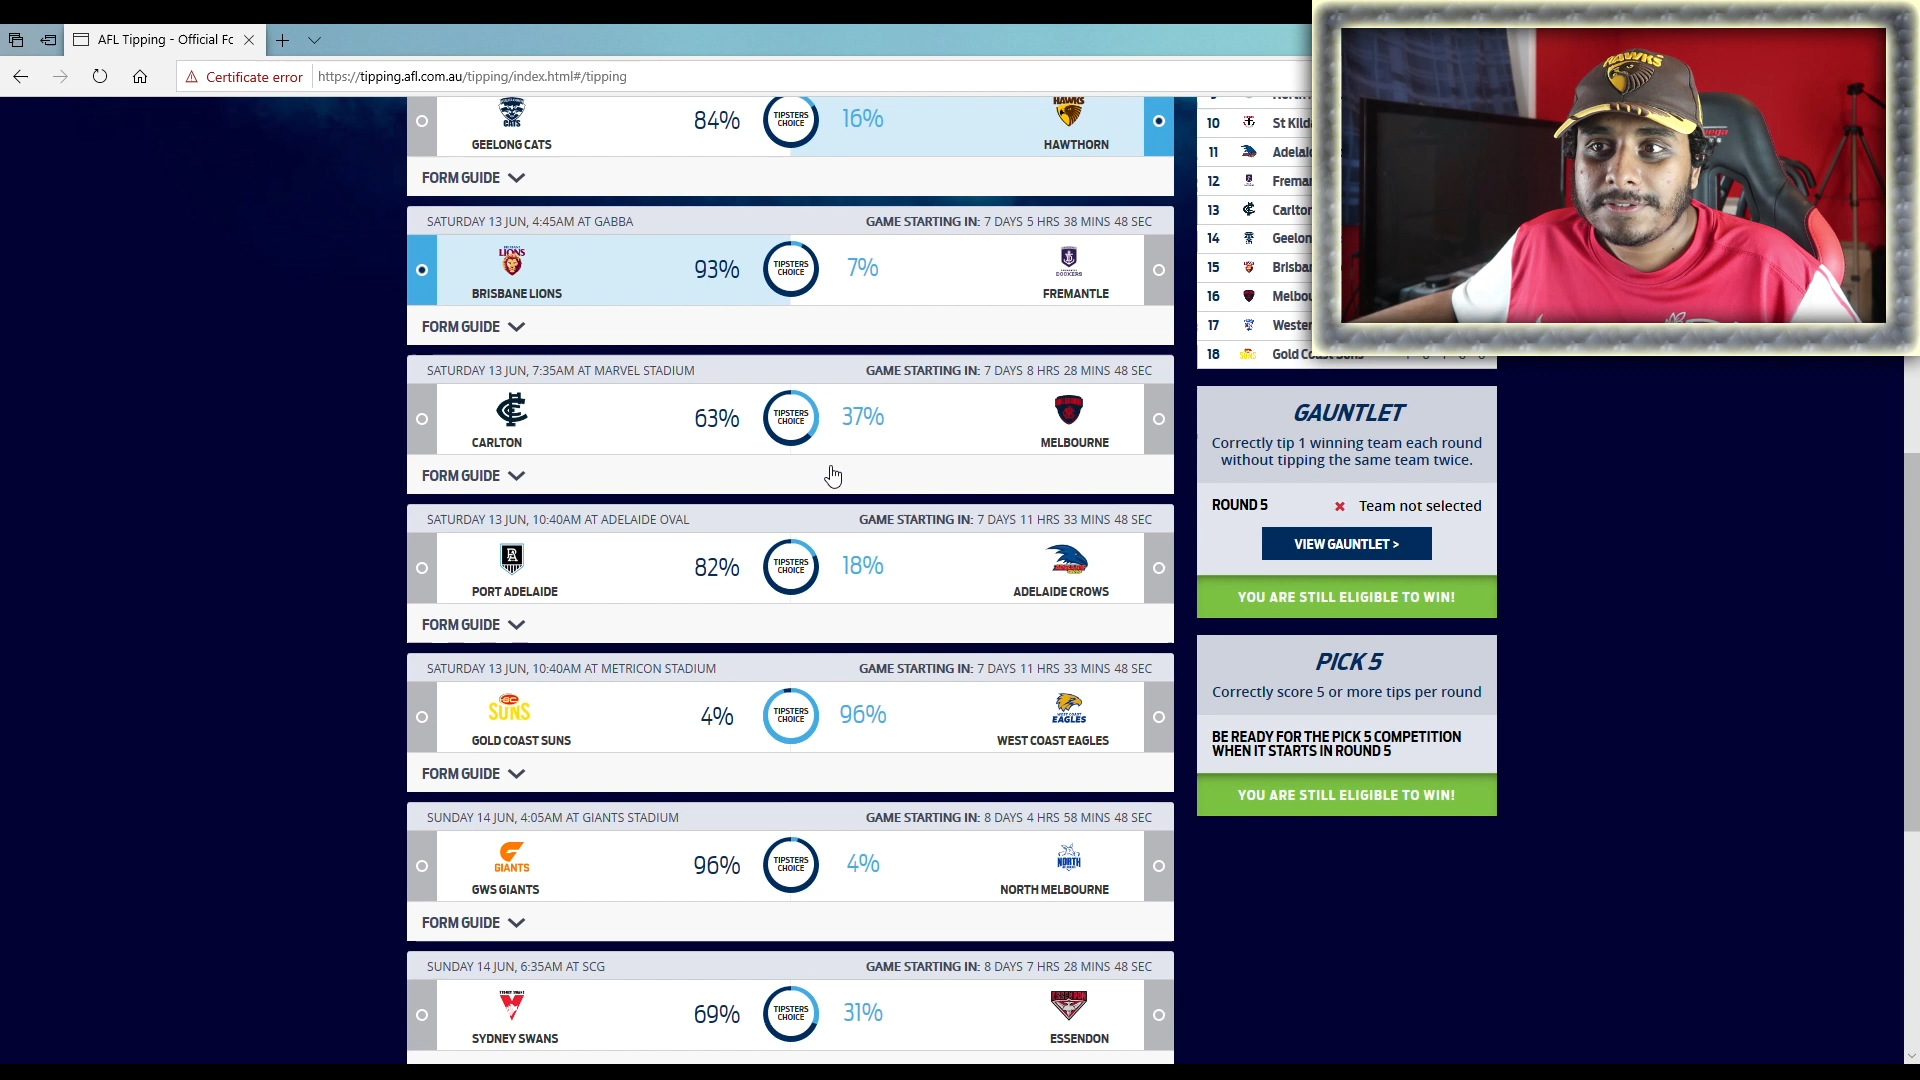 AFL Tipping - Official Fc
Certificate error
https://tipping.afl.com.au/tipping/index.html#/tipping
CATS
GEELONG CATS
84%
TIPSTERS CHOICE
16%
HAWKS
HAWTHORN
FORM GUIDE
SATURDAY 13 JUN, 4:45AM AT GABBA
GAME STARTING IN: 7 DAYS 5 HRS 38 MINS 48 SEC
LIONS
BRISBANE LIONS
93%
TIPSTERS CHOICE
7%
DOCKERS
FREMANTLE
FORM GUIDE
SATURDAY 13 JUN, 7:35AM AT MARVEL STADIUM
GAME STARTING IN: 7 DAYS 8 HRS 28 MINS 48 SEC
CARLTON
63%
TIPSTERS CHOICE
37%
MELBOURNE
FORM GUIDE
SATURDAY 13 JUN, 10:40AM AT ADELAIDE OVAL
GAME STARTING IN: 7 DAYS 11 HRS 33 MINS 48 SEC
PA
PORT ADELAIDE
82%
TIPSTERS CHOICE
18%
ADELAIDE CROWS
FORM GUIDE
SATURDAY 13 JUN, 10:40AM AT METRICON STADIUM
GAME STARTING IN: 7 DAYS 11 HRS 33 MINS 48 SEC
GC
SUNS
GOLD COAST SUNS
4%
TIPSTERS CHOICE
96%
WEST COAST
EAGLES
WEST COAST EAGLES
FORM GUIDE
SUNDAY 14 JUN, 4:05AM AT GIANTS STADIUM
GAME STARTING IN: 8 DAYS 4 HRS 58 MINS 48 SEC
GIANTS
GWS GIANTS
96%
TIPSTERS CHOICE
4%
NORTH
NORTH MELBOURNE
FORM GUIDE
SUNDAY 14 JUN, 6:35AM AT SCG
GAME STARTING IN: 8 DAYS 7 HRS 28 MINS 48 SEC
SYDNEY SWANS
69%
TIPSTERS CHOICE
31%
ESSENDON
ESSENDON
10 St Kild
11 Adelai
12 Frema
13 Carlto
14 Geelon
15 Brisba
16 Melbo
17 Wester
18 Gold Coast Suns
GAUNTLET
Correctly tip 1 winning team each round
without tipping the same team twice.
ROUND 5
Team not selected
VIEW GAUNTLET >
YOU ARE STILL ELIGIBLE TO WIN!
PICK 5
Correctly score 5 or more tips per round
BE READY FOR THE PICK 5 COMPETITION
WHEN IT STARTS IN ROUND 5
YOU ARE STILL ELIGIBLE TO WIN!
HAWKS